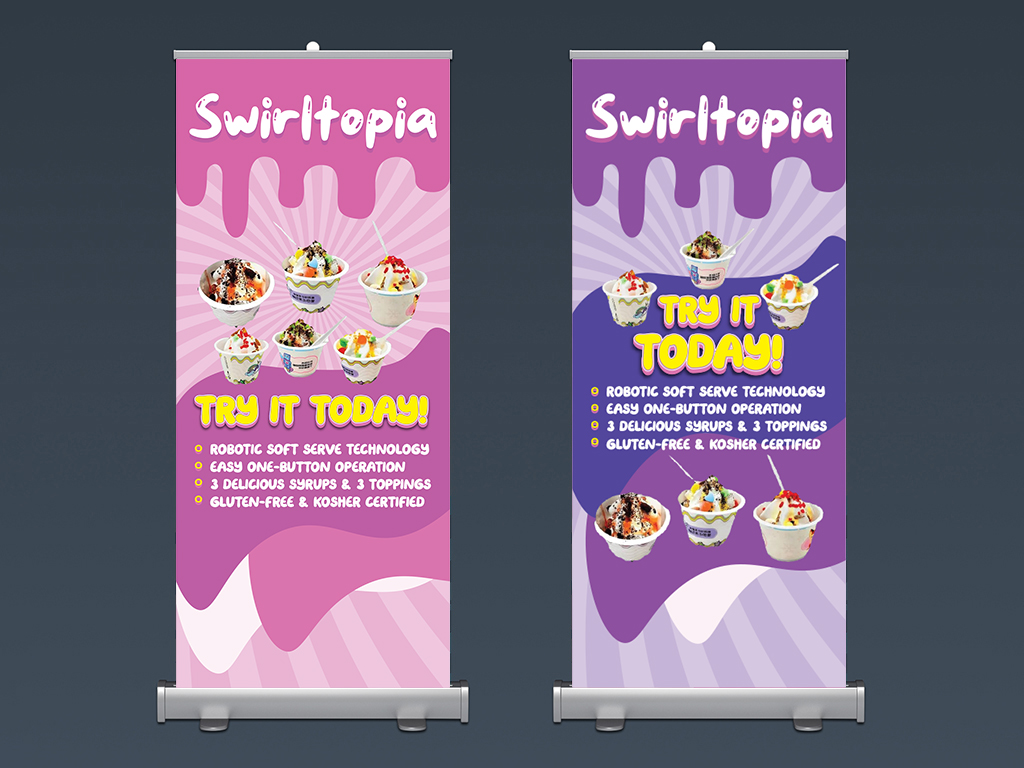 Swirltopia
TRY IT TODAY!
ROBOTIC SOFT SERVE TECHNOLOGY
EASY ONE-BUTTON OPERATION
3 DELICIOUS SYRUPS & 3 TOPPINGS
GLUTEN-FREE & KOSHER CERTIFIED
Swirltopia
TRY IT
TODAY!
ROBOTIC SOFT SERVE TECHNOLOGY
EASY ONE-BUTTON OPERATION
3 DELICIOUS SYRUPS & 3 TOPPINGS
GLUTEN-FREE & KOSHER CERTIFIED